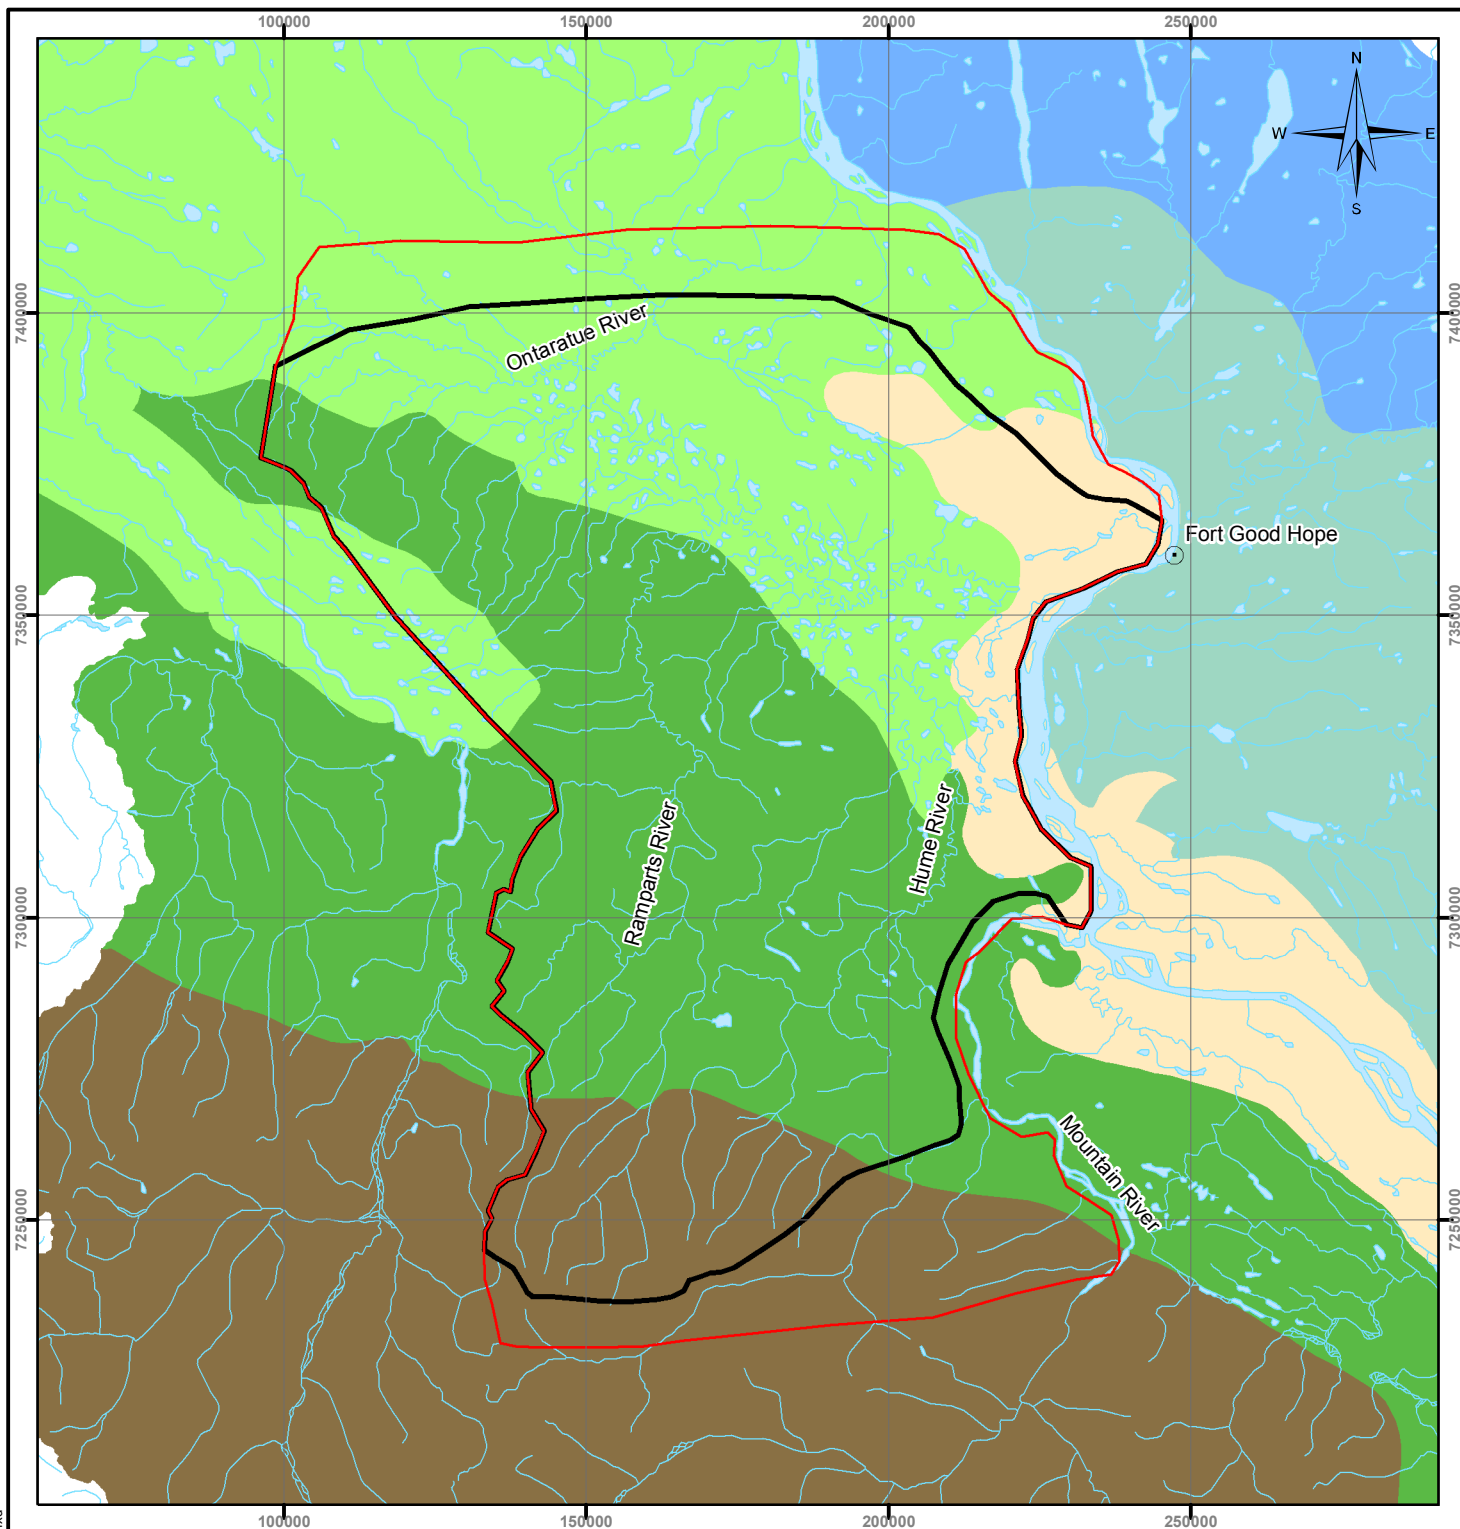 100000 150000 200000 250000
N
W E
S
7400000 7400000
Ontaratue River
Fort Good Hope
7350000 7350000
Ramparts River
Hume River
7300000 7300000
Mountain River
7250000 7250000
100000 150000 200000 250000